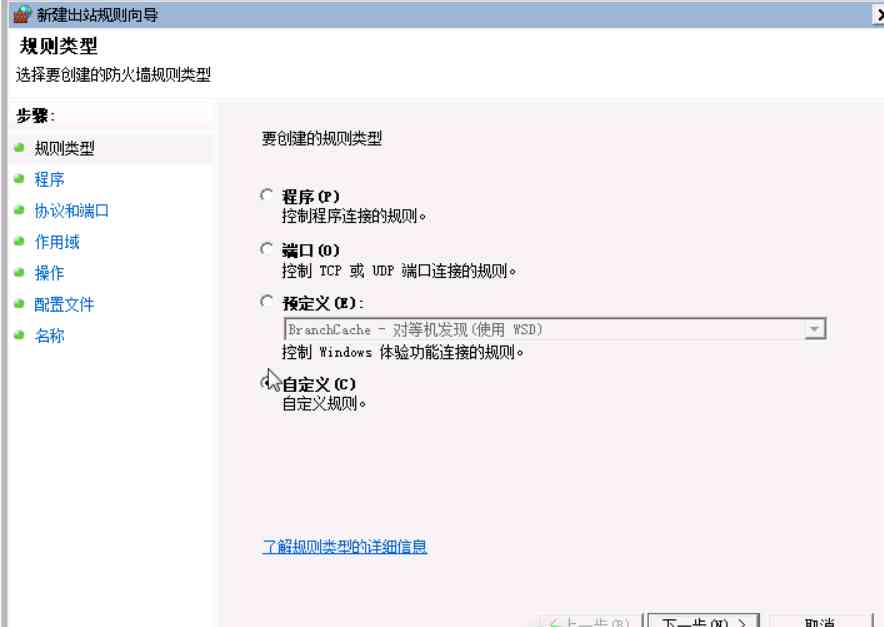 新建出站规则向导
规则类型
选择要创建的防火墙规则类型
步骤:
规则类型
程序
协议和端口
作用域
操作
配置文件
名称
要创建的规则类型
程序(P)
控制程序连接的规则。
端口(O)
控制 TCP 或 UDP 端口连接的规则。
预定义(E):
BranchCache - 对等机发现(使用 WSD)
控制 Windows 体验功能连接的规则。
自定义(C)
自定义规则。
了解规则类型的详细信息
<上一步(B)
下一步(N) >
取消